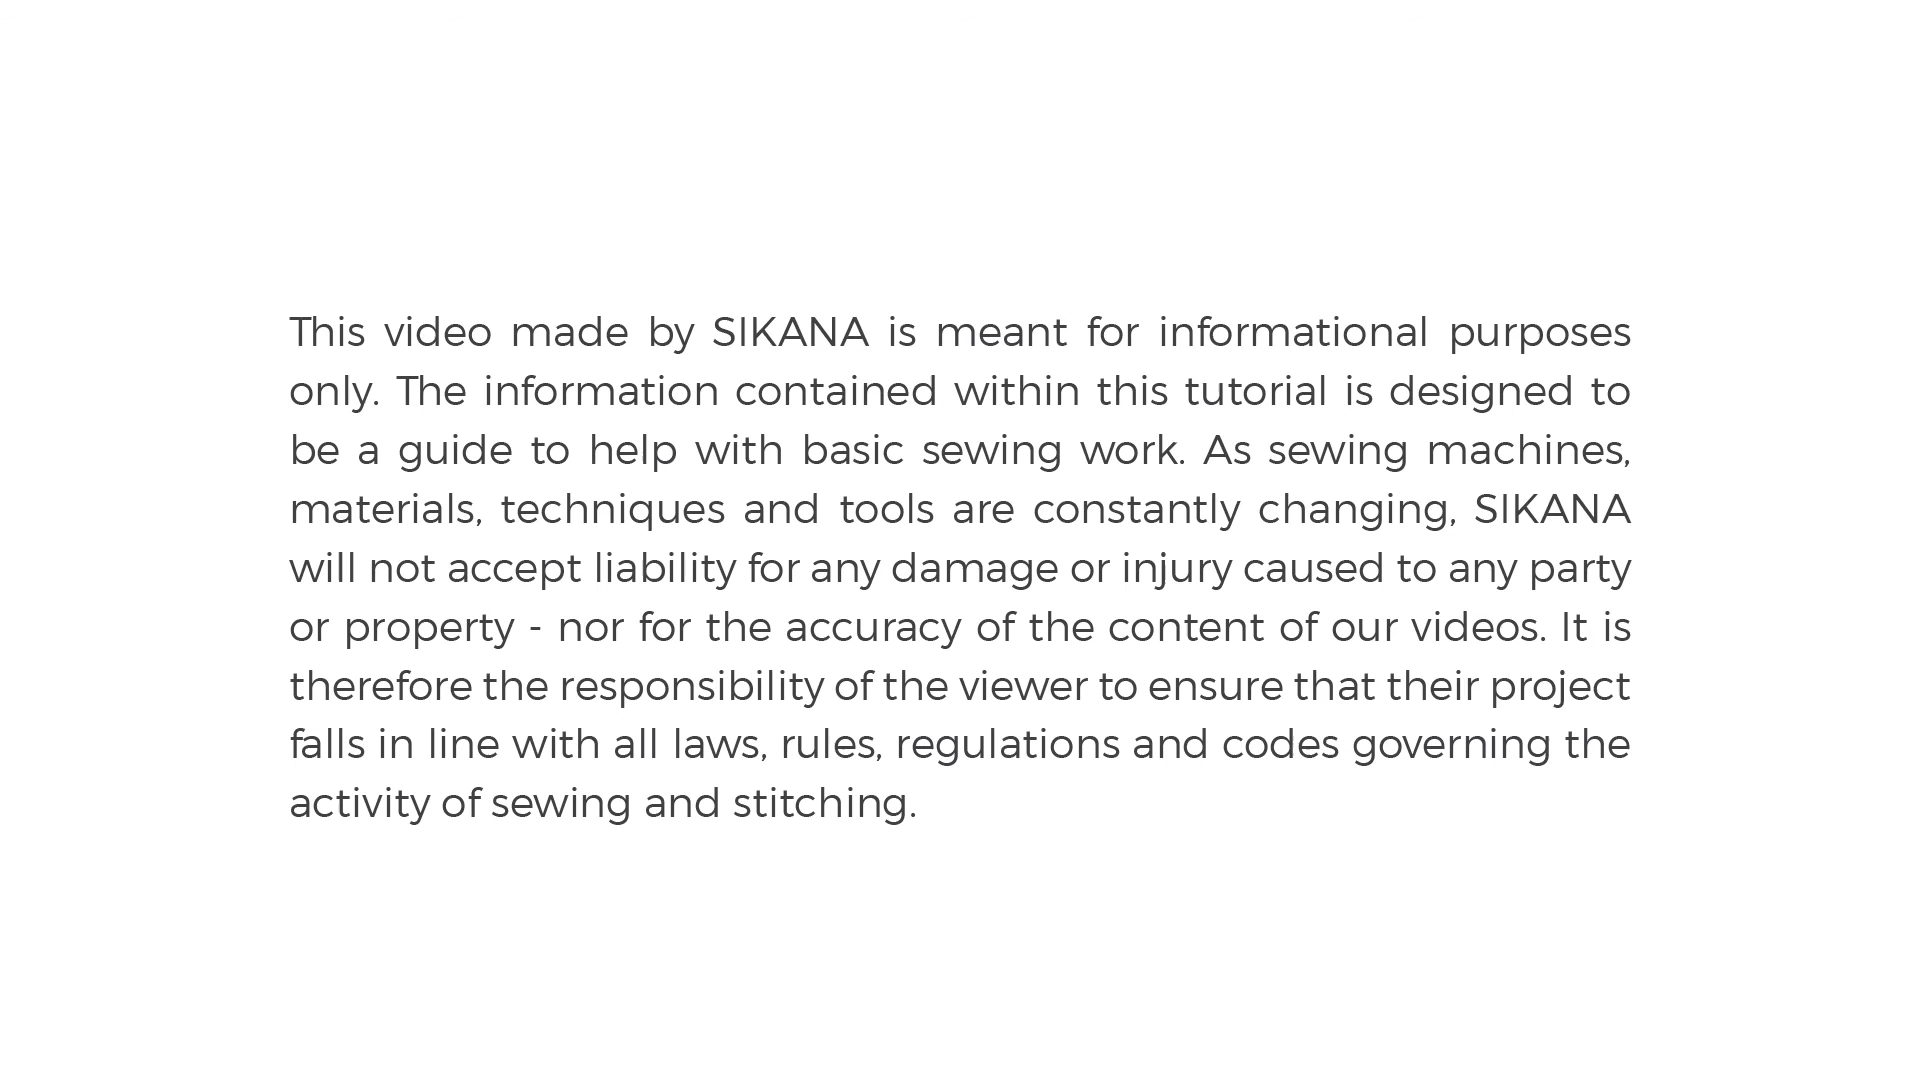 This video made by SIKANA is meant for informational purposes
only. The information contained within this tutorial is designed to
be a guide to help with basic sewing work. As sewing machines,
materials, techniques and tools are constantly changing, SIKANA
will not accept liability for any damage or injury caused to any party
or property - nor for the accuracy of the content of our videos. It is
therefore the responsibility of the viewer to ensure that their project
falls in line with all laws, rules, regulations and codes governing the
activity of sewing and stitching.